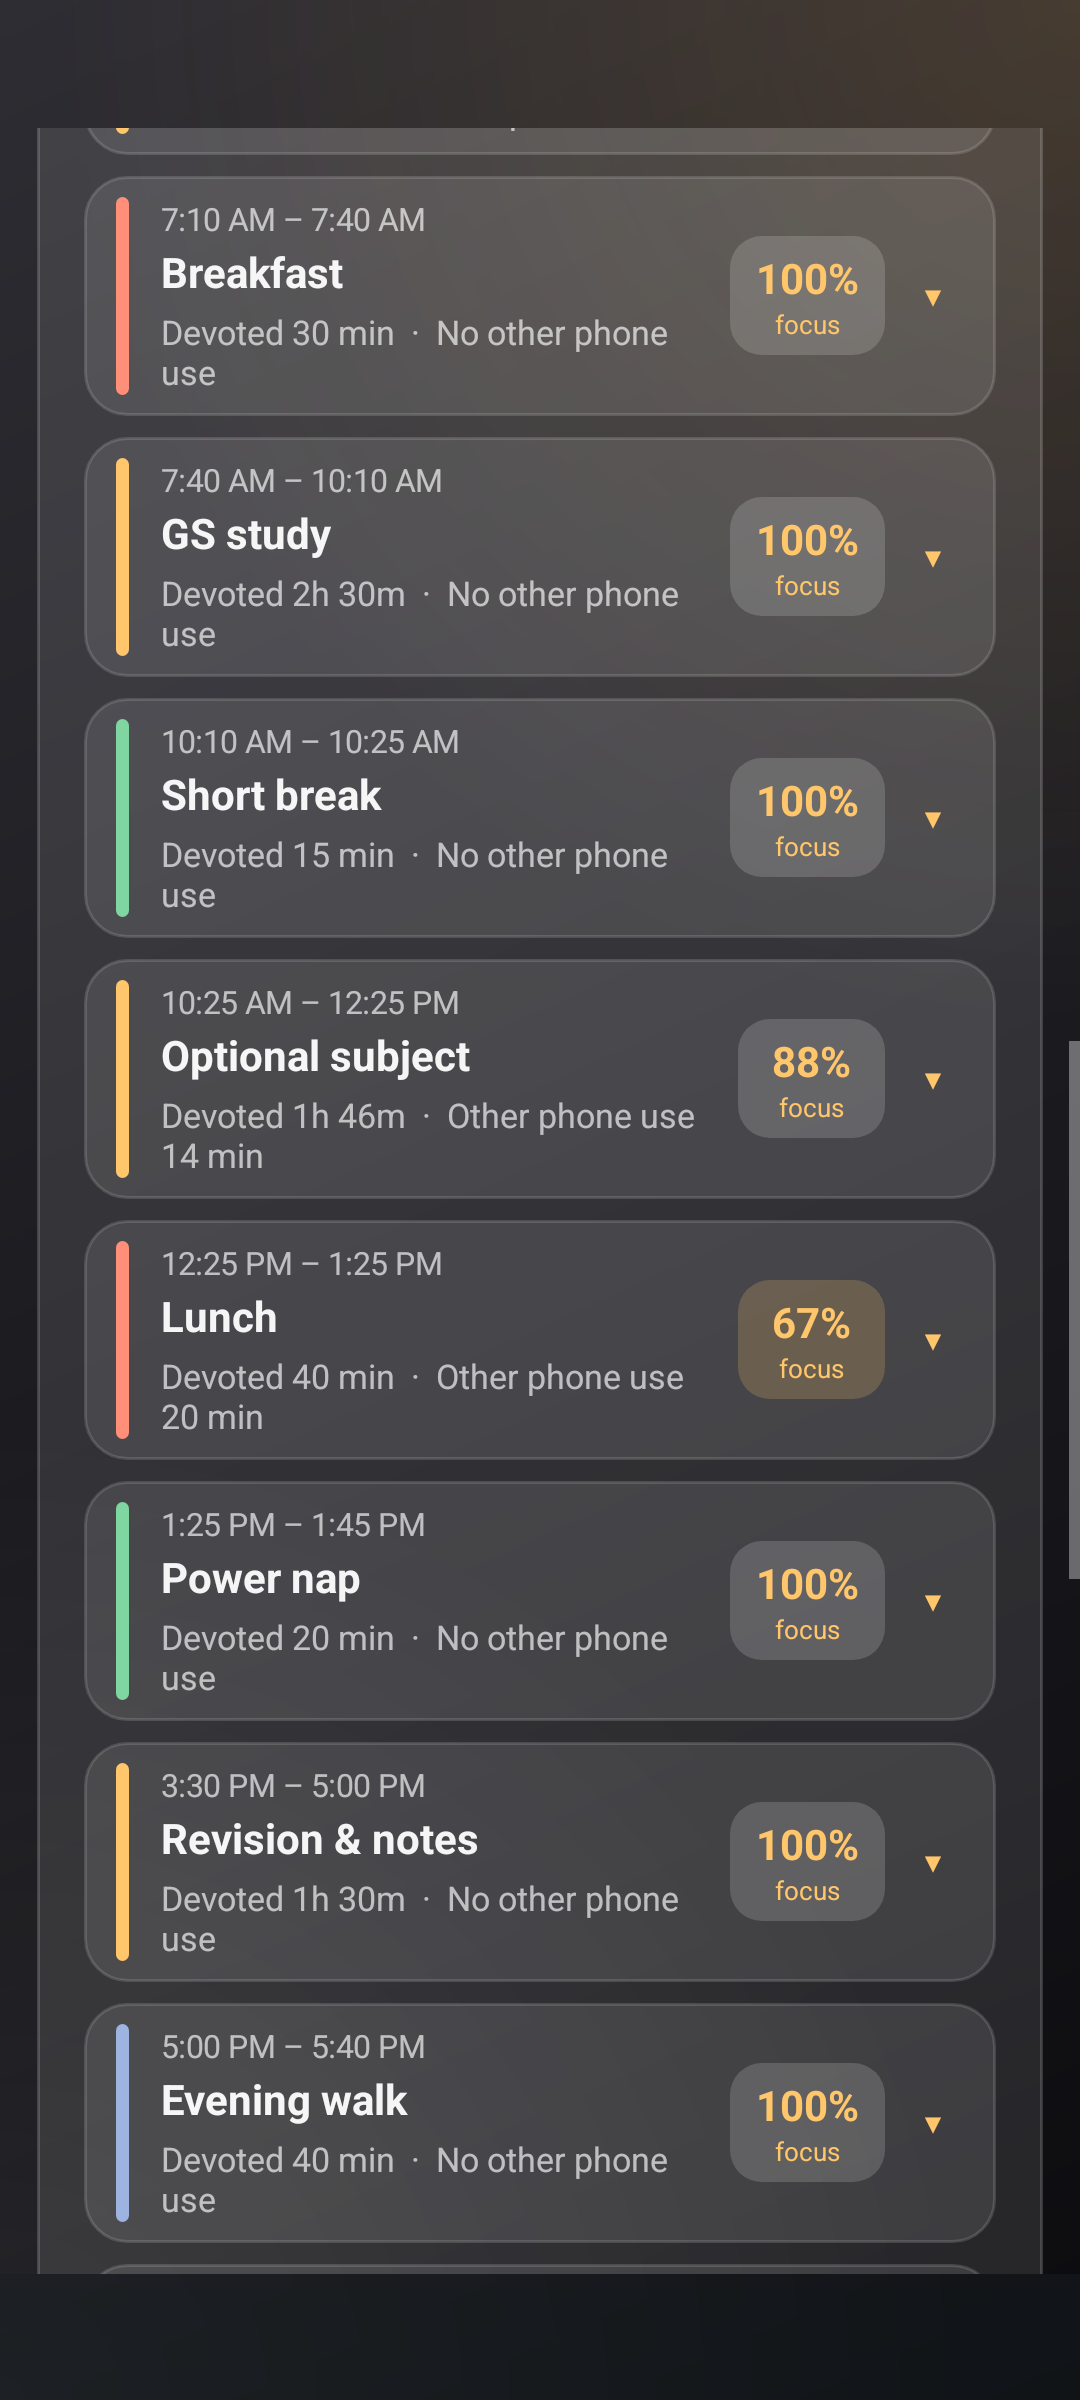 7:10 AM – 7:40 AM
Breakfast
Devoted 30 min · No other phone
use
100%
focus
▼
7:40 AM – 10:10 AM
GS study
Devoted 2h 30m · No other phone
use
100%
focus
▼
10:10 AM – 10:25 AM
Short break
Devoted 15 min · No other phone
use
100%
focus
▼
10:25 AM – 12:25 PM
Optional subject
Devoted 1h 46m · Other phone use
14 min
88%
focus
▼
12:25 PM – 1:25 PM
Lunch
Devoted 40 min · Other phone use
20 min
67%
focus
▼
1:25 PM – 1:45 PM
Power nap
Devoted 20 min · No other phone
use
100%
focus
▼
3:30 PM – 5:00 PM
Revision & notes
Devoted 1h 30m · No other phone
use
100%
focus
▼
5:00 PM – 5:40 PM
Evening walk
Devoted 40 min · No other phone
use
100%
focus
▼